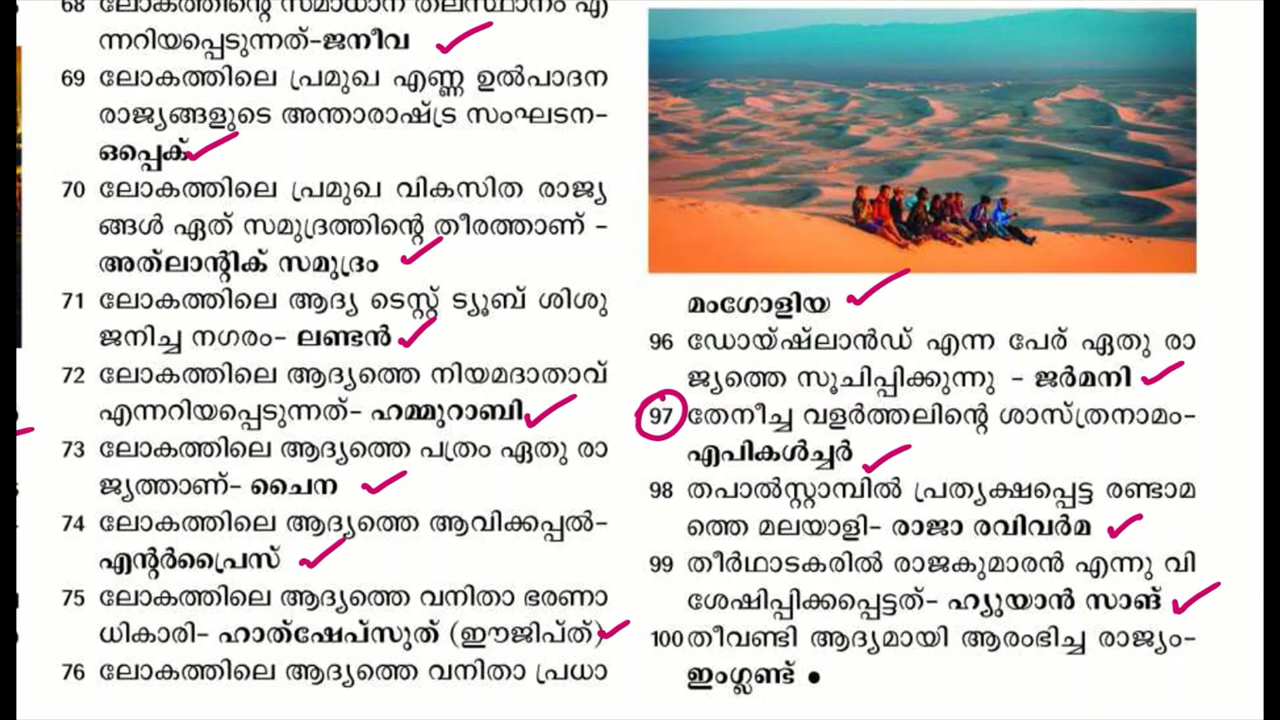 68 ലോകത്തിന്റെ സമാധാന തലസ്ഥാനം എ
ന്നറിയപ്പെടുന്നത്-ജനീവ
69 ലോകത്തിലെ പ്രമുഖ എണ്ണ ഉൽപാദന
രാജ്യങ്ങളുടെ അന്താരാഷ്ട്ര സംഘടന-
ഒപ്പെക്
70 ലോകത്തിലെ പ്രമുഖ വികസിത രാജ്യ
ങ്ങൾ ഏത് സമുദ്രത്തിന്റെ തീരത്താണ് -
അത്‌ലാന്റിക് സമുദ്രം
71 ലോകത്തിലെ ആദ്യ ടെസ്റ്റ് ട്യൂബ് ശിശു
ജനിച്ച നഗരം- ലണ്ടൻ
72 ലോകത്തിലെ ആദ്യത്തെ നിയമദാതാവ്
എന്നറിയപ്പെടുന്നത്- ഹമ്മുറാബി
73 ലോകത്തിലെ ആദ്യത്തെ പത്രം ഏതു രാ
ജ്യത്താണ്- ചൈന
74 ലോകത്തിലെ ആദ്യത്തെ ആവിക്കപ്പൽ-
എന്റർപ്രൈസ്
75 ലോകത്തിലെ ആദ്യത്തെ വനിതാ ഭരണാ
ധികാരി- ഹാത്‌ഷേപ്‌സുത് (ഈജിപ്ത്)
76 ലോകത്തിലെ ആദ്യത്തെ വനിതാ പ്രധാ
മംഗോളിയ
96 ഡോയ്ഷ്‌ലാൻഡ് എന്ന പേര് ഏതു രാ
ജ്യത്തെ സൂചിപ്പിക്കുന്നു - ജർമനി
97 തേനീച്ച വളർത്തലിന്റെ ശാസ്ത്രനാമം-
എപികൾച്ചർ
98 തപാൽസ്റ്റാമ്പിൽ പ്രത്യക്ഷപ്പെട്ട രണ്ടാമ
ത്തെ മലയാളി- രാജാ രവിവർമ
99 തീർഥാടകരിൽ രാജകുമാരൻ എന്നു വി
ശേഷിപ്പിക്കപ്പെട്ടത്- ഹ്യുയാൻ സാങ്
100 തീവണ്ടി ആദ്യമായി ആരംഭിച്ച രാജ്യം-
ഇംഗ്ലണ്ട് ●